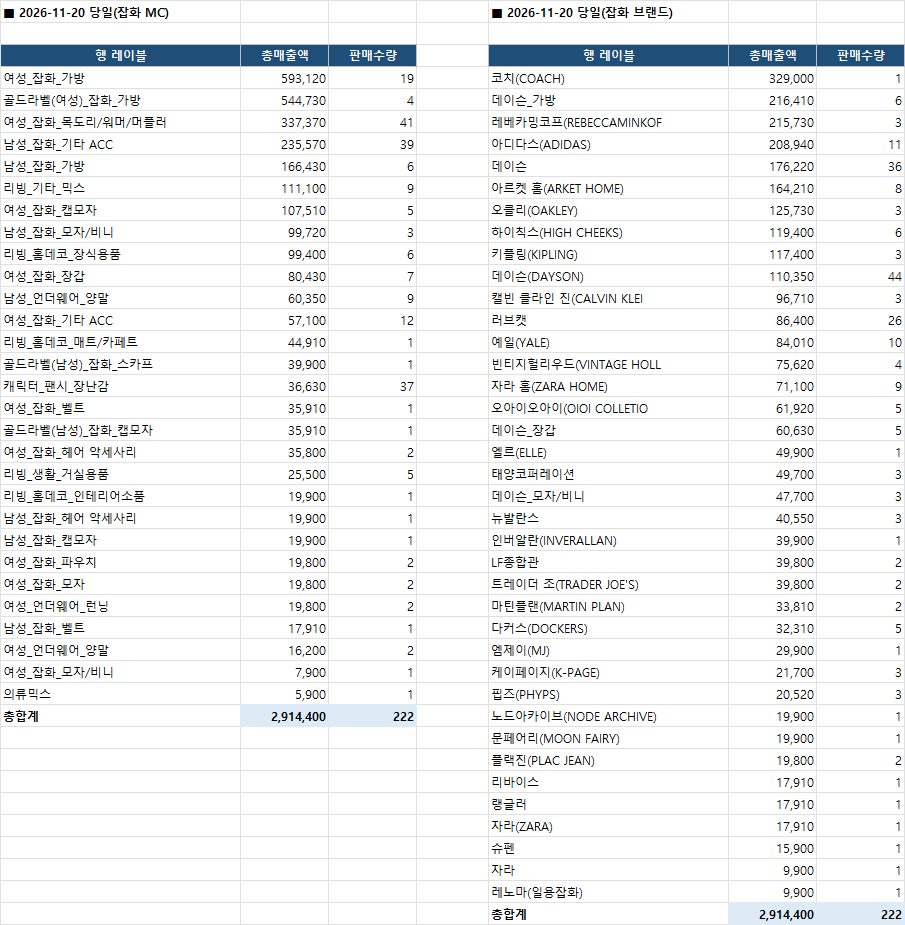 ■ 2026-11-20 당일(잡화 MC)
행 레이블 총매출액 판매수량
여성_잡화_가방 593,120 19
골드라벨(여성)_잡화_가방 544,730 4
여성_잡화_목도리/워머/머플러 337,370 41
남성_잡화_기타 ACC 235,570 39
남성_잡화_가방 166,430 6
리빙_기타_믹스 111,100 9
여성_잡화_캡모자 107,510 5
남성_잡화_모자/비니 99,720 3
리빙_홈데코_장식용품 99,400 6
여성_잡화_장갑 80,430 7
남성_언더웨어_양말 60,350 9
여성_잡화_기타 ACC 57,100 12
리빙_홈데코_매트/카페트 44,910 1
골드라벨(남성)_잡화_스카프 39,900 1
캐릭터_팬시_장난감 36,630 37
여성_잡화_벨트 35,910 1
골드라벨(남성)_잡화_캡모자 35,910 1
여성_잡화_헤어 악세사리 35,800 2
리빙_생활_거실용품 25,500 5
리빙_홈데코_인테리어소품 19,900 1
남성_잡화_헤어 악세사리 19,900 1
남성_잡화_캡모자 19,900 1
여성_잡화_파우치 19,800 2
여성_잡화_모자 19,800 2
여성_언더웨어_런닝 19,800 2
남성_잡화_벨트 17,910 1
여성_언더웨어_양말 16,200 2
여성_잡화_모자/비니 7,900 1
의류믹스 5,900 1
총합계 2,914,400 222
■ 2026-11-20 당일(잡화 브랜드)
행 레이블 총매출액 판매수량
코치(COACH) 329,000 1
데이슨_가방 216,410 6
레베카밍코프(REBECCAMINKOF 215,730 3
아디다스(ADIDAS) 208,940 11
데이슨 176,220 36
아르켓 홈(ARKET HOME) 164,210 8
오클리(OAKLEY) 125,730 3
하이칙스(HIGH CHEEKS) 119,400 6
키플링(KIPLING) 117,400 3
데이슨(DAYSON) 110,350 44
캘빈 클라인 진(CALVIN KLEI 96,710 3
러브캣 86,400 26
예일(YALE) 84,010 10
빈티지헐리우드(VINTAGE HOLL 75,620 4
자라 홈(ZARA HOME) 71,100 9
오아이오아이(OIOI COLLETIO 61,920 5
데이슨_장갑 60,630 5
엘르(ELLE) 49,900 1
태양코퍼레이션 49,700 3
데이슨_모자/비니 47,700 3
뉴발란스 40,550 3
인버알란(INVERALLAN) 39,900 1
LF종합관 39,800 2
트레이더 조(TRADER JOE'S) 39,800 2
마틴플랜(MARTIN PLAN) 33,810 2
다커스(DOCKERS) 32,310 5
엠제이(MJ) 29,900 1
케이페이지(K-PAGE) 21,700 3
핍즈(PHYPS) 20,520 3
노드아카이브(NODE ARCHIVE) 19,900 1
문페어리(MOON FAIRY) 19,900 1
플랙진(PLAC JEAN) 19,800 2
리바이스 17,910 1
랭글러 17,910 1
자라(ZARA) 17,910 1
슈펜 15,900 1
자라 9,900 1
레노마(일용잡화) 9,900 1
총합계 2,914,400 222